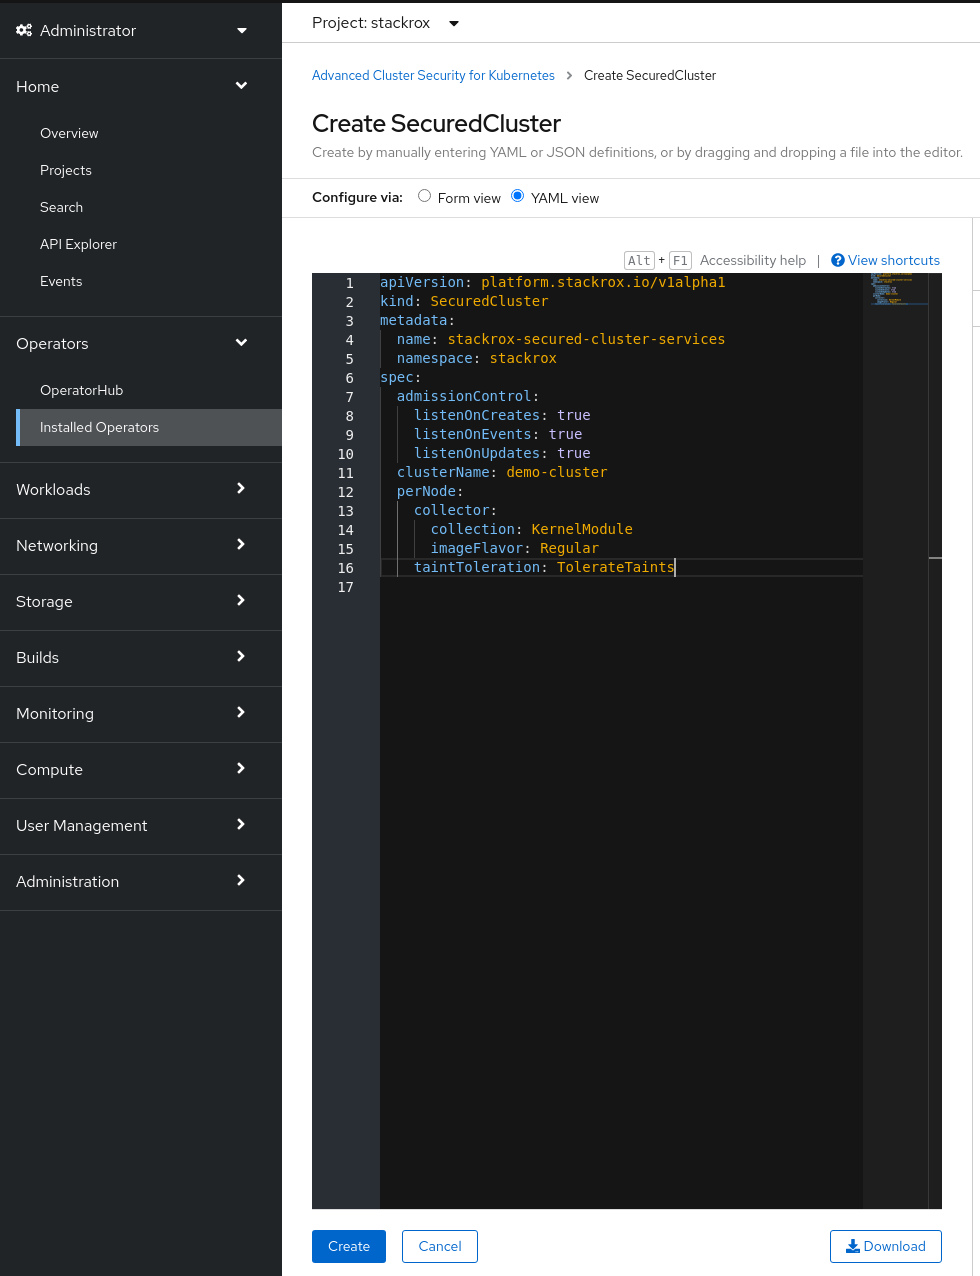 Administrator
Home
Overview
Projects
Search
API Explorer
Events
Operators
OperatorHub
Installed Operators
Workloads
Networking
Storage
Builds
Monitoring
Compute
User Management
Administration
Project: stackrox
Advanced Cluster Security for Kubernetes > Create SecuredCluster
Create SecuredCluster
Create by manually entering YAML or JSON definitions, or by dragging and dropping a file into the editor.
Configure via: Form view YAML view
Alt + F1 Accessibility help | View shortcuts
1 apiVersion: platform.stackrox.io/v1alpha1
2 kind: SecuredCluster
3 metadata:
4   name: stackrox-secured-cluster-services
5   namespace: stackrox
6 spec:
7   admissionControl:
8     listenOnCreates: true
9     listenOnEvents: true
10     listenOnUpdates: true
11   clusterName: demo-cluster
12   perNode:
13     collector:
14       collection: KernelModule
15       imageFlavor: Regular
16     taintToleration: TolerateTaints
17
Create Cancel Download